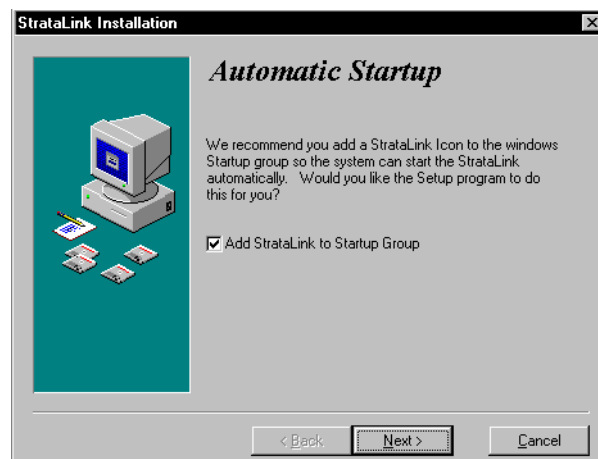 StrataLink Installation
Automatic Startup
We recommend you add a StrataLink Icon to the windows
Startup group so the system can start the StrataLink
automatically. Would you like the Setup program to do
this for you?
Add StrataLink to Startup Group
< Back
Next >
Cancel